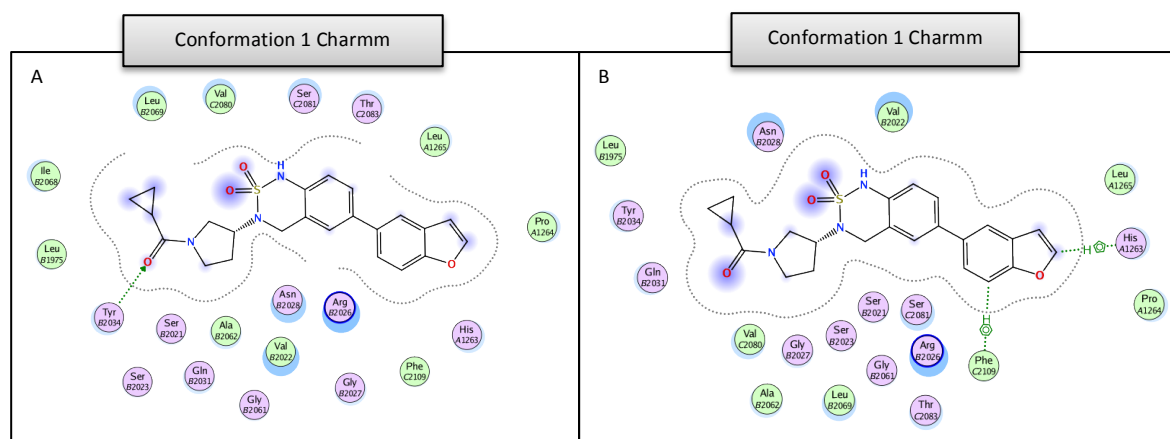 Conformation 1 Charmm
Conformation 1 Charmm
A
Leu
B2069
Val
C2080
Ser
C2081
Thr
C2083
Leu
A1265
Ile
B2068
Leu
B1975
Pro
A1264
Tyr
B2034
Ser
B2021
Ala
B2062
Asn
B2028
Arg
B2026
Val
B2022
His
A1263
Ser
B2023
Gln
B2031
Gly
B2061
Gly
B2027
Phe
C2109
O
O
S
H
N
N
N
O
O
B
Leu
B1975
Asn
B2028
Val
B2022
Leu
A1265
Tyr
B2034
His
A1263
Gln
B2031
Pro
A1264
Val
C2080
Gly
B2027
Ser
B2023
Ser
B2021
Ser
C2081
Arg
B2026
Gly
B2061
Phe
C2109
Ala
B2062
Leu
B2069
Thr
C2083
O
O
S
H
N
N
N
O
O
H
H